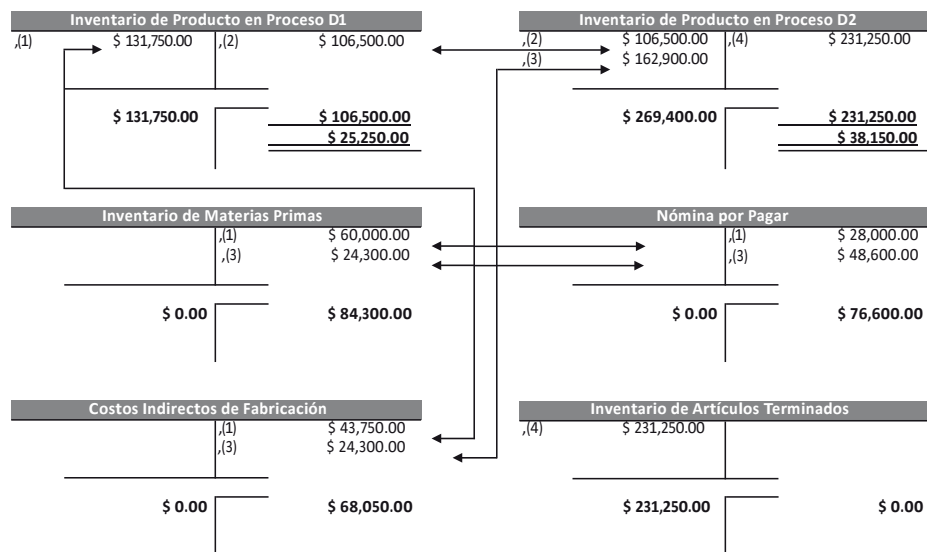 Inventario de Producto en Proceso D1
,(1) $ 131,750.00 ,(2) $ 106,500.00
$ 131,750.00 $ 106,500.00
$ 25,250.00
Inventario de Producto en Proceso D2
,(2) $ 106,500.00 ,(4) $ 231,250.00
,(3) $ 162,900.00
$ 269,400.00 $ 231,250.00
$ 38,150.00
Inventario de Materias Primas
,(1) $ 60,000.00
,(3) $ 24,300.00
$ 0.00 $ 84,300.00
Nómina por Pagar
,(1) $ 28,000.00
,(3) $ 48,600.00
$ 0.00 $ 76,600.00
Costos Indirectos de Fabricación
,(1) $ 43,750.00
,(3) $ 24,300.00
$ 0.00 $ 68,050.00
Inventario de Artículos Terminados
,(4) $ 231,250.00
$ 231,250.00 $ 0.00